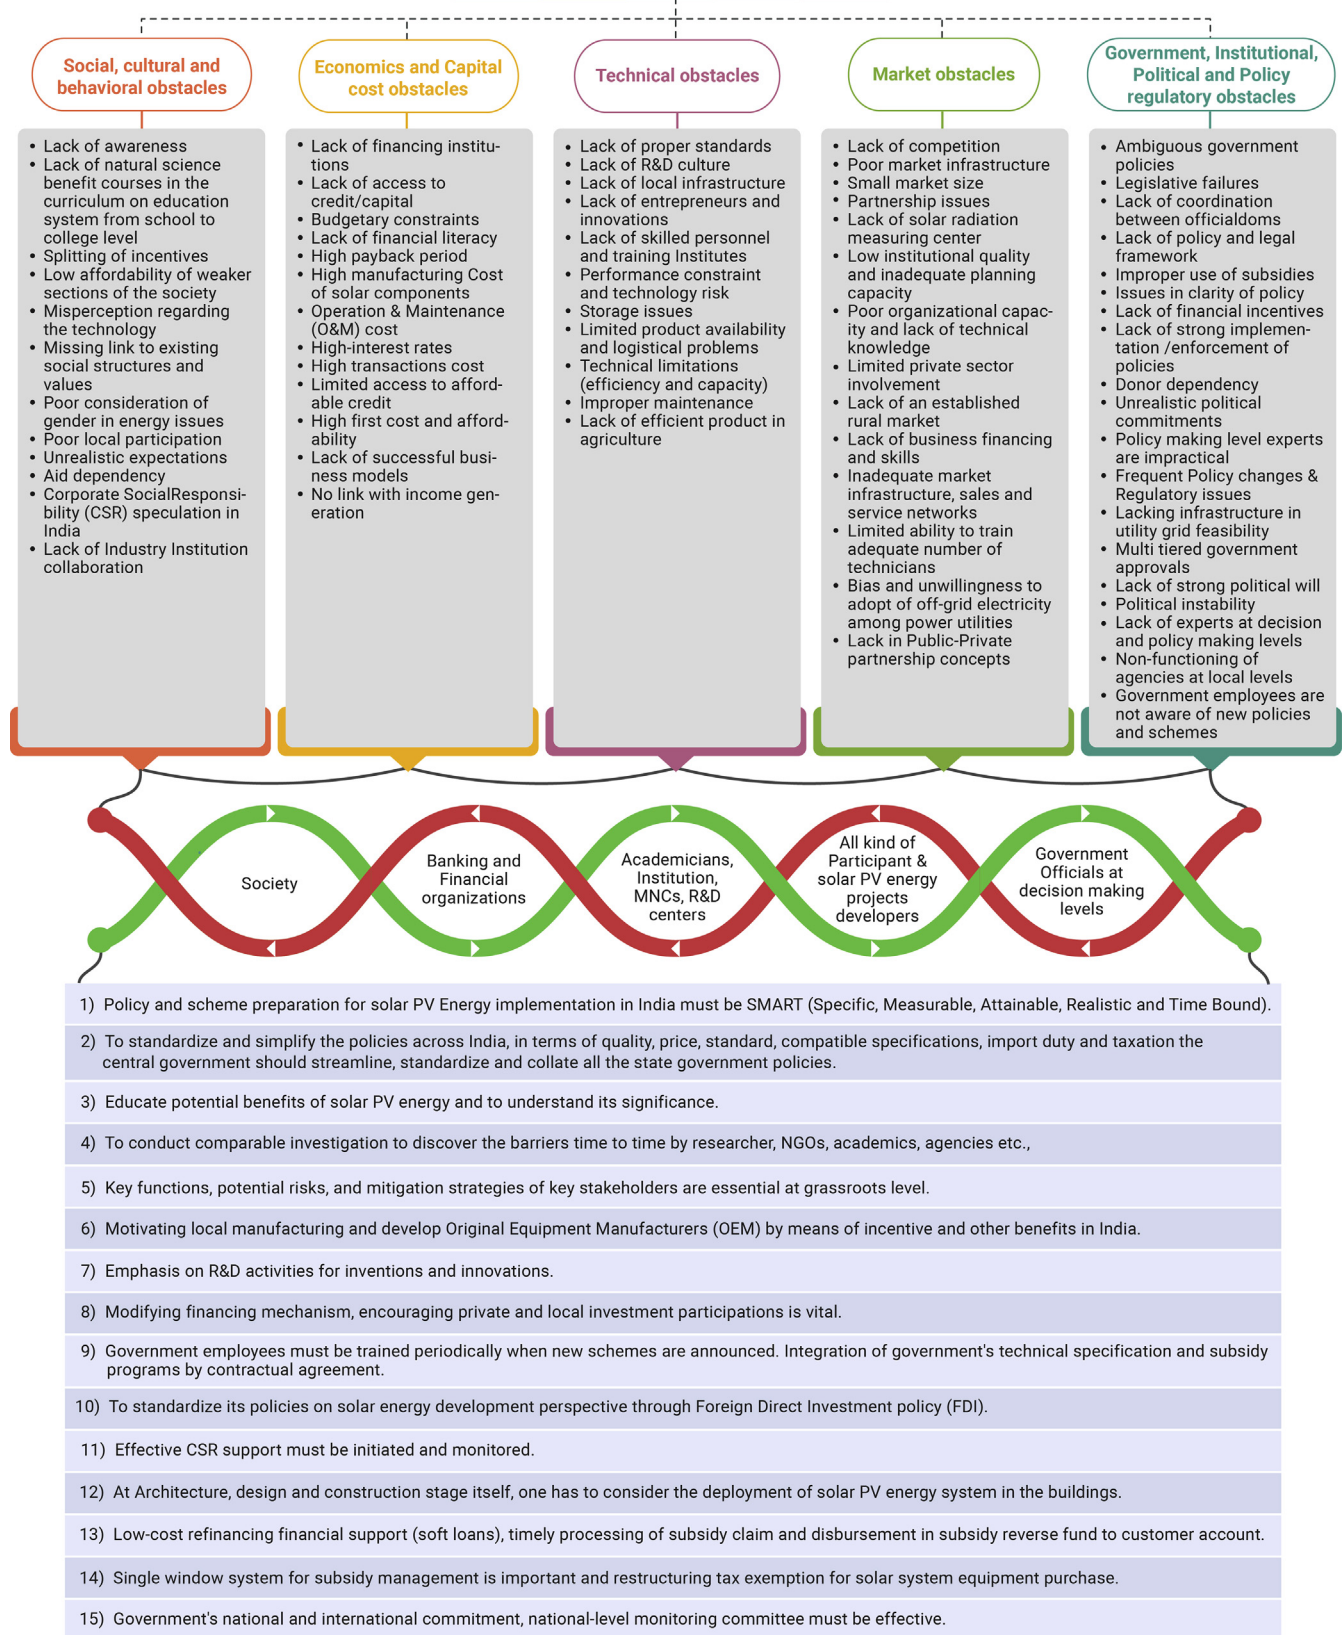 Social, cultural and
behavioral obstacles
Economics and Capital
cost obstacles
Technical obstacles
Market obstacles
Government, Institutional,
Political and Policy
regulatory obstacles
• Lack of awareness
• Lack of natural science
benefit courses in the
curriculum on education
system from school to
college level
• Splitting of incentives
• Low affordability of weaker
sections of the society
• Misperception regarding
the technology
• Missing link to existing
social structures and
values
• Poor consideration of
gender in energy issues
• Poor local participation
• Unrealistic expectations
• Aid dependency
• Corporate SocialResponsi-
bility (CSR) speculation in
India
• Lack of Industry Institution
collaboration
• Lack of financing institu-
tions
• Lack of access to
credit/capital
• Budgetary constraints
• Lack of financial literacy
• High payback period
• High manufacturing Cost
of solar components
• Operation & Maintenance
(O&M) cost
• High-interest rates
• High transactions cost
• Limited access to afford-
able credit
• High first cost and afford-
ability
• Lack of successful busi-
ness models
• No link with income gen-
eration
• Lack of proper standards
• Lack of R&D culture
• Lack of local infrastructure
• Lack of entrepreneurs and
innovations
• Lack of skilled personnel
and training Institutes
• Performance constraint
and technology risk
• Storage issues
• Limited product availability
and logistical problems
• Technical limitations
(efficiency and capacity)
• Improper maintenance
• Lack of efficient product in
agriculture
• Lack of competition
• Poor market infrastructure
• Small market size
• Partnership issues
• Lack of solar radiation
measuring center
• Low institutional quality
and inadequate planning
capacity
• Poor organizational capac-
ity and lack of technical
knowledge
• Limited private sector
involvement
• Lack of an established
rural market
• Lack of business financing
and skills
• Inadequate market
infrastructure, sales and
service networks
• Limited ability to train
adequate number of
technicians
• Bias and unwillingness to
adopt of off-grid electricity
among power utilities
• Lack in Public-Private
partnership concepts
• Ambiguous government
policies
• Legislative failures
• Lack of coordination
between officialdoms
• Lack of policy and legal
framework
• Improper use of subsidies
• Issues in clarity of policy
• Lack of financial incentives
• Lack of strong implemen-
tation /enforcement of
policies
• Donor dependency
• Unrealistic political
commitments
• Policy making level experts
are impractical
• Frequent Policy changes &
Regulatory issues
• Lacking infrastructure in
utility grid feasibility
• Multi tiered government
approvals
• Lack of strong political will
• Political instability
• Lack of experts at decision
and policy making levels
• Non-functioning of
agencies at local levels
• Government employees are
not aware of new policies
and schemes
Society
Banking and
Financial
organizations
Academicians,
Institution,
MNCs, R&D
centers
All kind of
Participant &
solar PV energy
projects
developers
Government
Officials at
decision making
levels
1) Policy and scheme preparation for solar PV Energy implementation in India must be SMART (Specific, Measurable, Attainable, Realistic and Time Bound).
2) To standardize and simplify the policies across India, in terms of quality, price, standard, compatible specifications, import duty and taxation the
central government should streamline, standardize and collate all the state government policies.
3) Educate potential benefits of solar PV energy and to understand its significance.
4) To conduct comparable investigation to discover the barriers time to time by researcher, NGOs, academics, agencies etc.,
5) Key functions, potential risks, and mitigation strategies of key stakeholders are essential at grassroots level.
6) Motivating local manufacturing and develop Original Equipment Manufacturers (OEM) by means of incentive and other benefits in India.
7) Emphasis on R&D activities for inventions and innovations.
8) Modifying financing mechanism, encouraging private and local investment participations is vital.
9) Government employees must be trained periodically when new schemes are announced. Integration of government's technical specification and subsidy
programs by contractual agreement.
10) To standardize its policies on solar energy development perspective through Foreign Direct Investment policy (FDI).
11) Effective CSR support must be initiated and monitored.
12) At Architecture, design and construction stage itself, one has to consider the deployment of solar PV energy system in the buildings.
13) Low-cost refinancing financial support (soft loans), timely processing of subsidy claim and disbursement in subsidy reverse fund to customer account.
14) Single window system for subsidy management is important and restructuring tax exemption for solar system equipment purchase.
15) Government's national and international commitment, national-level monitoring committee must be effective.